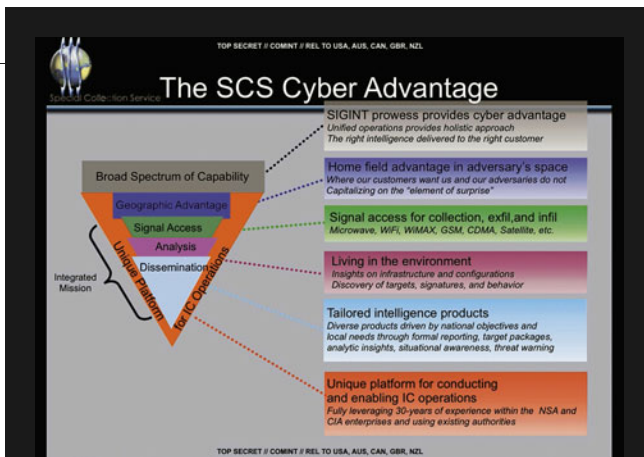 TOP SECRET // COMINT // REL TO USA, AUS, CAN, GBR, NZL
Special Collection Service
The SCS Cyber Advantage
Broad Spectrum of Capability
Geographic Advantage
Signal Access
Analysis
Dissemination
Unique Platform
for IC Operations
Integrated
Mission
SIGINT prowess provides cyber advantage
Unified operations provides holistic approach
The right intelligence delivered to the right customer
Home field advantage in adversary's space
Where our customers want us and our adversaries do not
Capitalizing on the "element of surprise"
Signal access for collection, exfil,and infil
Microwave, WiFi, WiMAX, GSM, CDMA, Satellite, etc.
Living in the environment
Insights on infrastructure and configurations
Discovery of targets, signatures, and behavior
Tailored intelligence products
Diverse products driven by national objectives and
local needs through formal reporting, target packages,
analytic insights, situational awareness, threat warning
Unique platform for conducting
and enabling IC operations
Fully leveraging 30-years of experience within the NSA and
CIA enterprises and using existing authorities
TOP SECRET // COMINT // REL TO USA, AUS, CAN, GBR, NZL